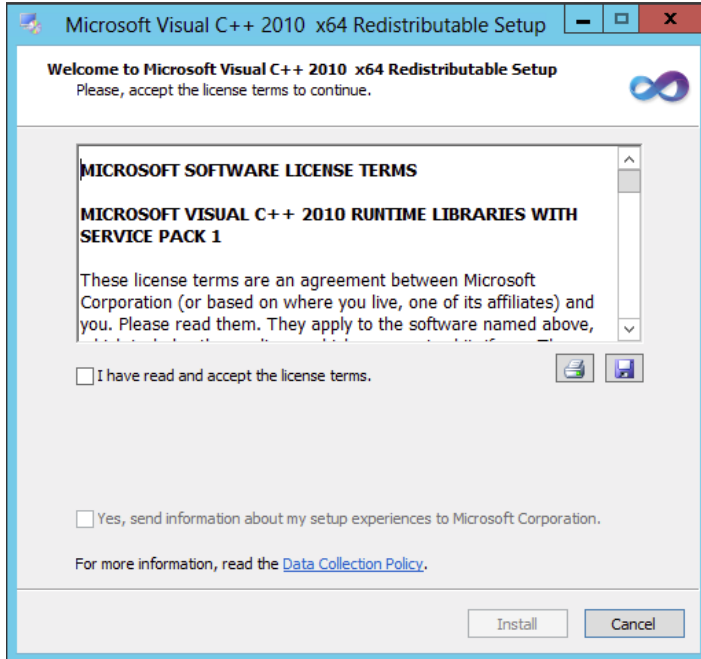 Microsoft Visual C++ 2010 x64 Redistributable Setup
Welcome to Microsoft Visual C++ 2010 x64 Redistributable Setup
Please, accept the license terms to continue.
MICROSOFT SOFTWARE LICENSE TERMS
MICROSOFT VISUAL C++ 2010 RUNTIME LIBRARIES WITH
SERVICE PACK 1
These license terms are an agreement between Microsoft
Corporation (or based on where you live, one of its affiliates) and
you. Please read them. They apply to the software named above,
I have read and accept the license terms.
Yes, send information about my setup experiences to Microsoft Corporation.
For more information, read the Data Collection Policy.
Install
Cancel